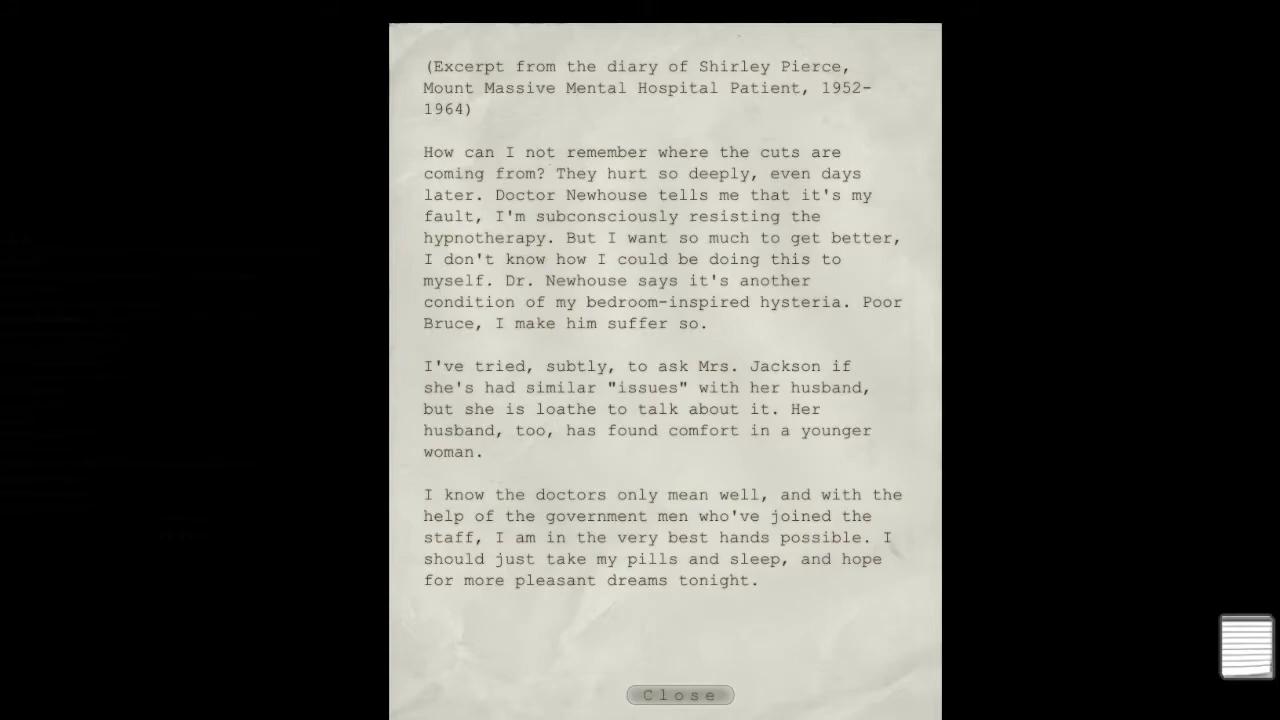 (Excerpt from the diary of Shirley Pierce,
Mount Massive Mental Hospital Patient, 1952-
1964)
How can I not remember where the cuts are
coming from? They hurt so deeply, even days
later. Doctor Newhouse tells me that it's my
fault, I'm subconsciously resisting the
hypnotherapy. But I want so much to get better,
I don't know how I could be doing this to
myself. Dr. Newhouse says it's another
condition of my bedroom-inspired hysteria. Poor
Bruce, I make him suffer so.
I've tried, subtly, to ask Mrs. Jackson if
she's had similar "issues" with her husband,
but she is loathe to talk about it. Her
husband, too, has found comfort in a younger
woman.
I know the doctors only mean well, and with the
help of the government men who've joined the
staff, I am in the very best hands possible. I
should just take my pills and sleep, and hope
for more pleasant dreams tonight.
Close